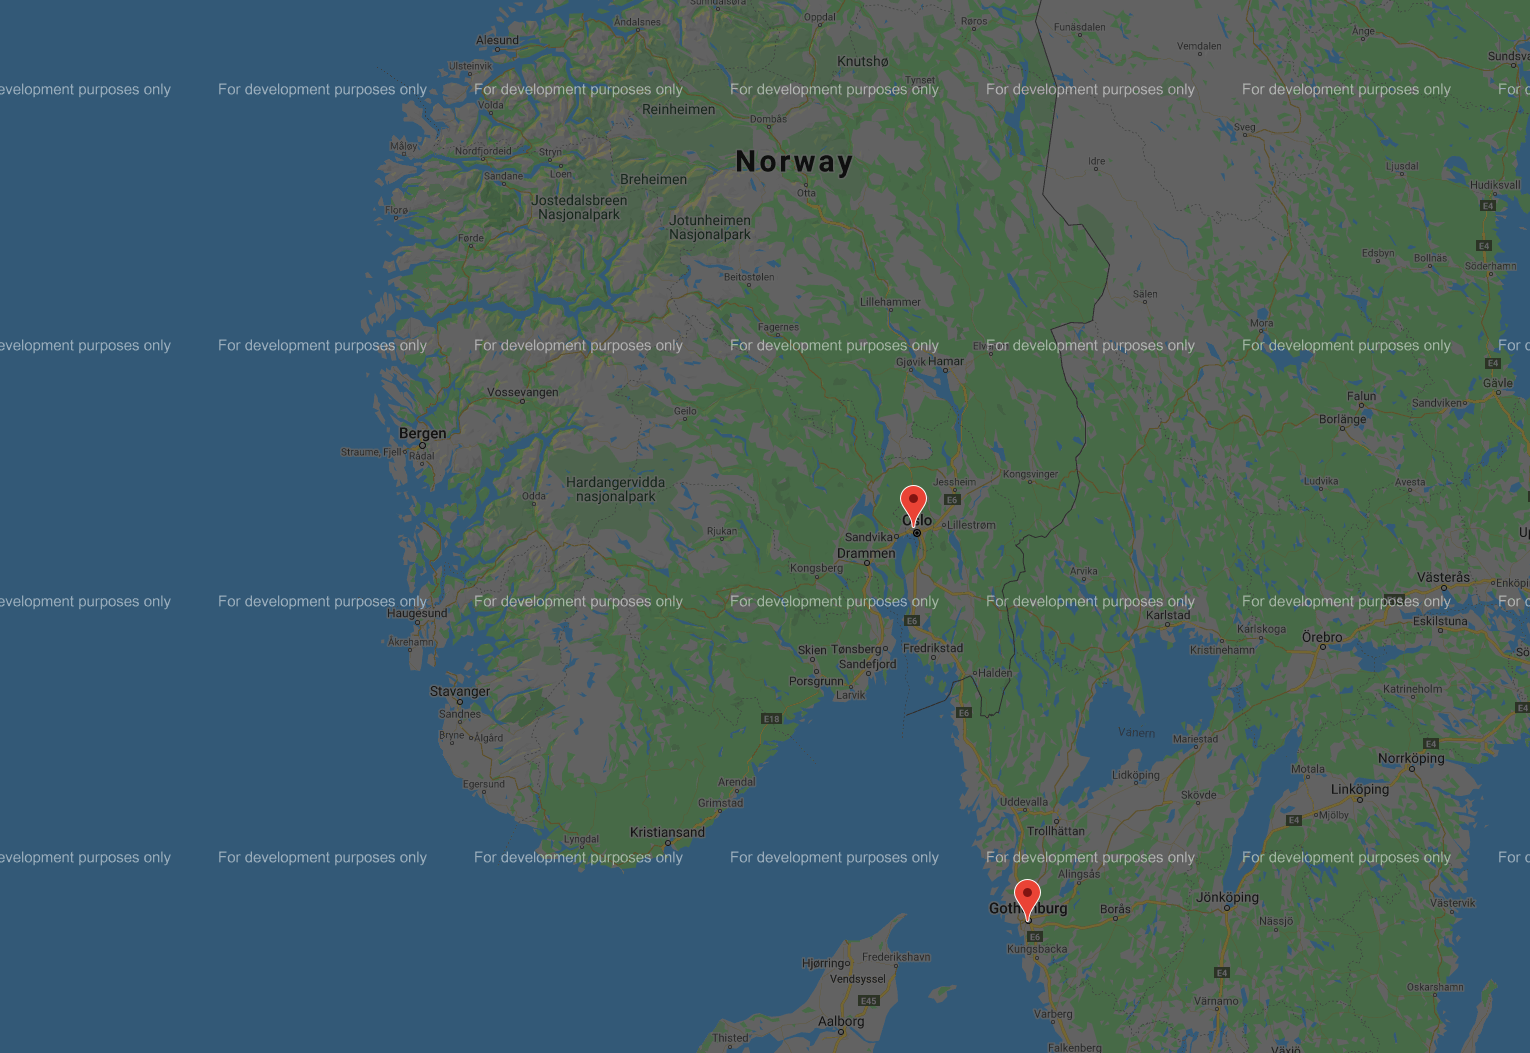 Sunndalsøra
Åndalsnes
Oppdal
Røros
Funäsdalen
Ånge
Alesund
Vemdalen
Sundsva
Knutshø
Ulsteinvik
Tynset
evelopment purposes only
For development purposes only
For development purposes only
For development purposes only
For development purposes only
For development purposes only
For d
Volda
Reinheimen
Dombås
Sveg
Måløy
Nordfjordeid
Stryn
Norway
Idre
Ljusdal
Loen
Sandane
Breheimen
Otta
Hudiksvall
Jostedalsbreen
Nasjonalpark
E4
Florø
Jotunheimen
Nasjonalpark
Førde
E4
Edsbyn
Bollnäs
Söderhamn
Beitostølen
Sälen
Lillehammer
Mora
Fagernes
evelopment purposes only
For development purposes only
For development purposes only
For development purposes only
For development purposes only
For development purposes only
For d
Gjøvik
Hamar
E4
Gävle
Vossevangen
Falun
Sandviken
Geilo
Borlänge
Bergen
Straume, Fjell
Rådal
Kongsvinger
Hardangervidda
nasjonalpark
Jessheim
Ludvika
Avesta
Odda
E6
Oslo
Lillestrøm
Rjukan
Sandvika
Up
Drammen
Kongsberg
Arvika
Västerås
Enköpi
evelopment purposes only
For development purposes only
For development purposes only
For development purposes only
For development purposes only
For development purposes only
For d
Haugesund
Karlstad
E6
Eskilstuna
Karlskoga
Örebro
Åkrehamn
Skien
Tønsberg
Fredrikstad
Kristinehamn
Sö
Sandefjord
Halden
Porsgrunn
Larvik
Stavanger
Katrineholm
Sandnes
E18
E6
E4
Bryne
Ålgård
Vänern
Mariestad
E4
Norrköping
Motala
Lidköping
Egersund
Arendal
Linköping
Grimstad
Uddevalla
Skövde
Mjölby
E4
Kristiansand
Trollhättan
Lyngdal
evelopment purposes only
For development purposes only
For development purposes only
For development purposes only
For development purposes only
For development purposes only
For d
Alingsås
Jönköping
Gothenburg
Borås
Västervik
Nässjö
E6
Kungsbacka
Frederikshavn
Hjørring
E4
Vendsyssel
Oskarshamn
E45
Värnamo
Varberg
Aalborg
Thisted
Falkenberg
Växjö